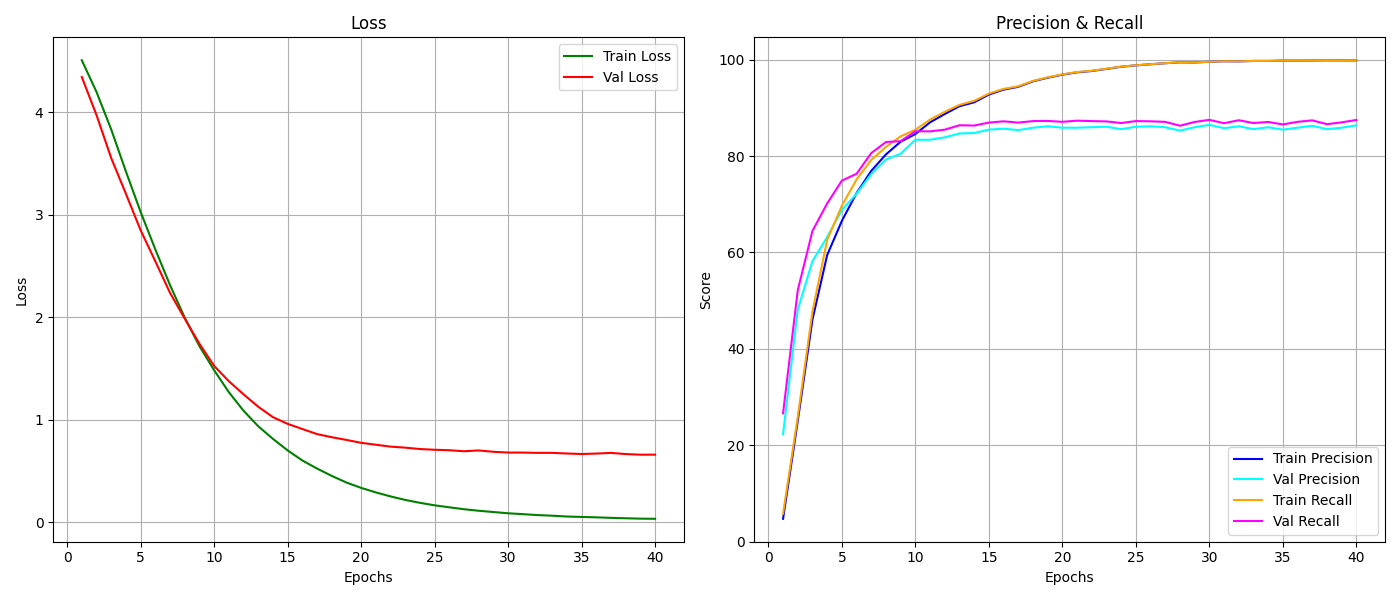 Loss
Train Loss
Val Loss
4
3
2
1
0
Loss
0 5 10 15 20 25 30 35 40
Epochs
Precision & Recall
100
80
60
40
20
0
Score
Train Precision
Val Precision
Train Recall
Val Recall
0 5 10 15 20 25 30 35 40
Epochs